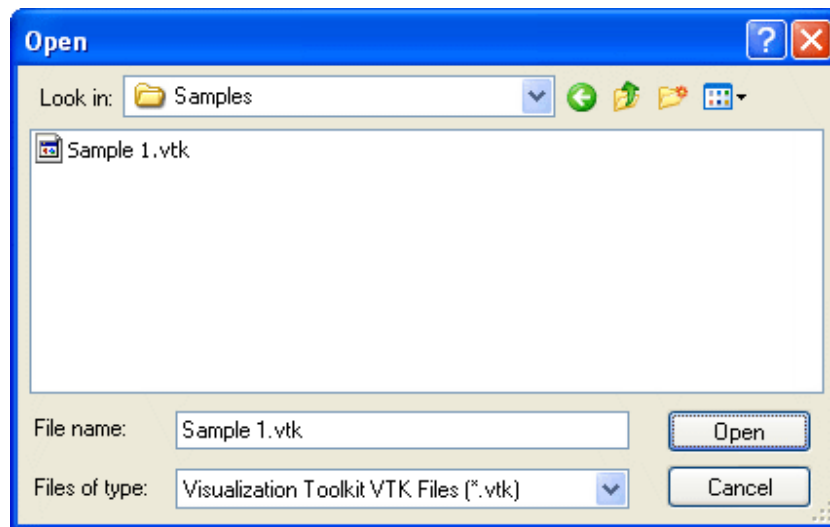 Open
Look in: Samples
Sample 1.vtk
File name: Sample 1.vtk Open
Files of type: Visualization Toolkit VTK Files (*.vtk) Cancel